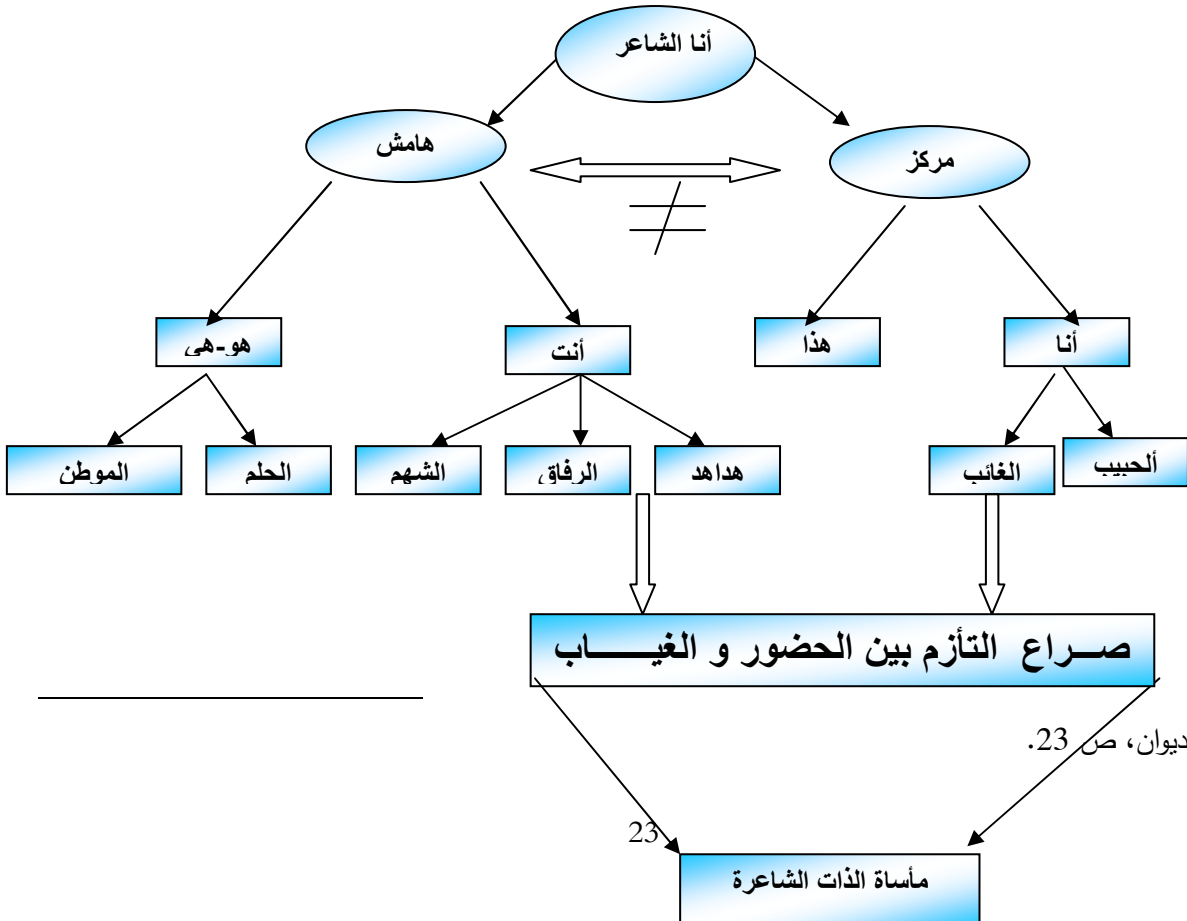 أنا الشاعر
هامش
مركز
هو-هي
أنت
هذا
أنا
الموطن
الحلم
الشهم
الرفاق
هداهد
الغائب
ألحبيب
صــراع التأزم بين الحضور و الغيـــــاب
ديوان، ص 23.
23
مأساة الذات الشاعرة